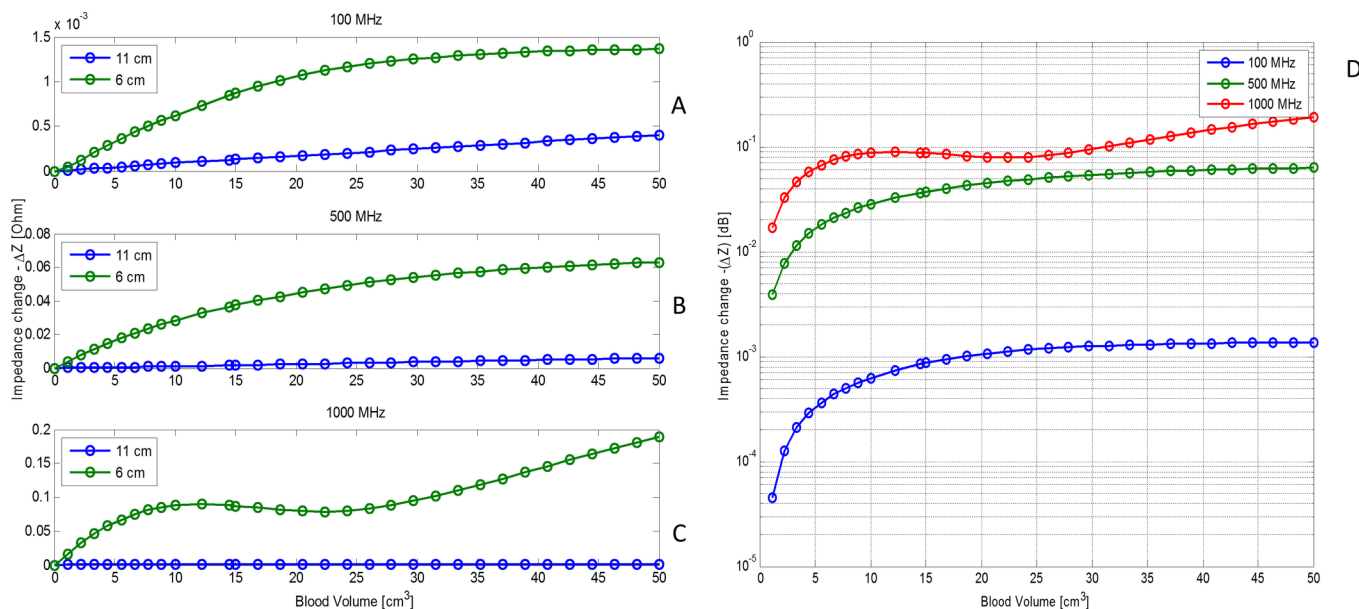 100 MHz
x 10-3
1.5
1
0.5
0
11 cm
6 cm
0 5 10 15 20 25 30 35 40 45 50
A
500 MHz
0.08
0.06
0.04
0.02
0
11 cm
6 cm
0 5 10 15 20 25 30 35 40 45 50
B
1000 MHz
0.2
0.15
0.1
0.05
0
11 cm
6 cm
0 5 10 15 20 25 30 35 40 45 50
C
Impedance change - ΔZ [Ohm]
Blood Volume [cm3]
100
10-1
10-2
10-3
10-4
10-5
100 MHz
500 MHz
1000 MHz
0 5 10 15 20 25 30 35 40 45 50
D
Impedance change -(ΔZ) [dB]
Blood Volume [cm3]